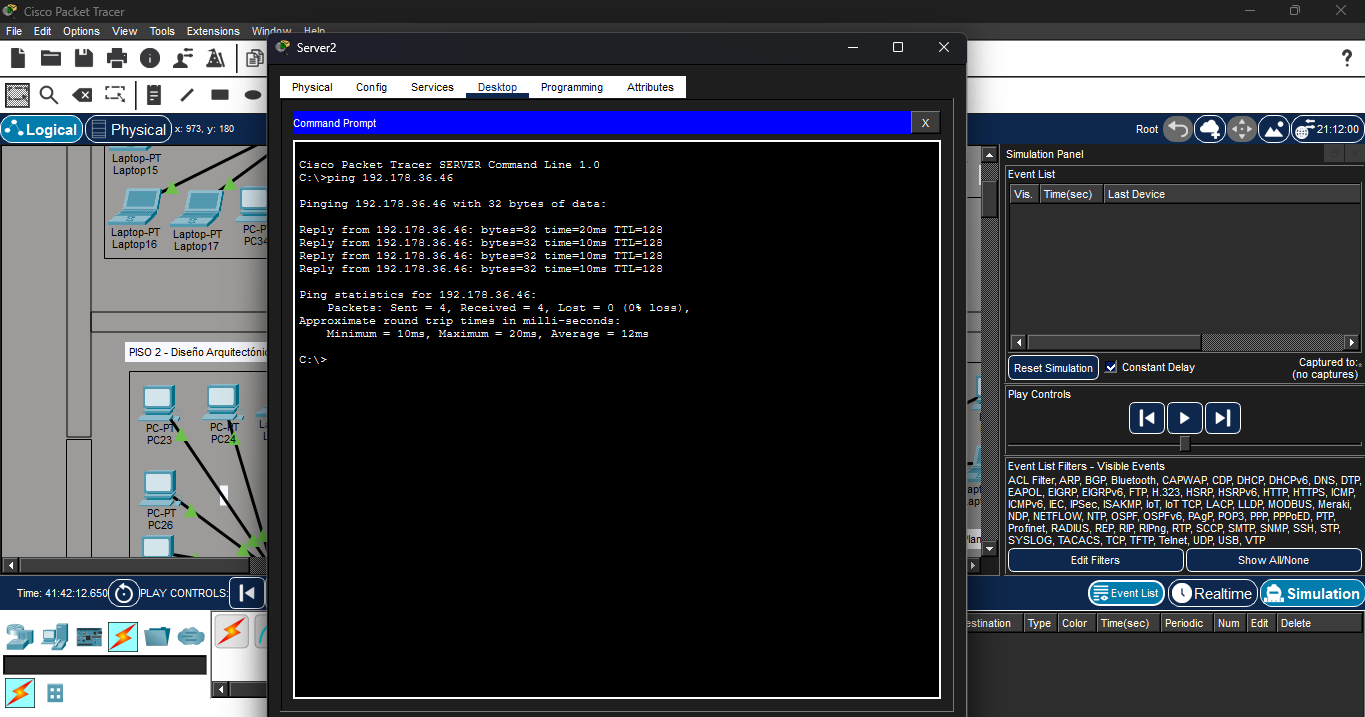 Cisco Packet Tracer
File Edit Options View Tools Extensions Window Help
Server2
?
Physical Config Services Desktop Programming Attributes
Logical Physical x: 973, y: 180
Root 21:12:00
Command Prompt X
Cisco Packet Tracer SERVER Command Line 1.0
C:\>ping 192.178.36.46
Pinging 192.178.36.46 with 32 bytes of data:
Reply from 192.178.36.46: bytes=32 time=20ms TTL=128
Reply from 192.178.36.46: bytes=32 time=10ms TTL=128
Reply from 192.178.36.46: bytes=32 time=10ms TTL=128
Reply from 192.178.36.46: bytes=32 time=10ms TTL=128
Ping statistics for 192.178.36.46:
Packets: Sent = 4, Received = 4, Lost = 0 (0% loss),
Approximate round trip times in milli-seconds:
Minimum = 10ms, Maximum = 20ms, Average = 12ms
C:\>
Laptop-PT
Laptop15
Laptop-PT
Laptop16
Laptop-PT
Laptop17
PC-P
PC34
PISO 2 - Diseño Arquitectónic
PC-PT
PC23
PC-PT
PC24
PC-PT
PC26
Simulation Panel
Event List
Vis. Time(sec) Last Device
Reset Simulation Constant Delay
Captured to:
(no captures)
Play Controls
Event List Filters - Visible Events
ACL Filter, ARP, BGP, Bluetooth, CAPWAP, CDP, DHCP, DHCPv6, DNS, DTP,
EAPOL, EIGRP, EIGRPv6, FTP, H.323, HSRP, HSRPv6, HTTP, HTTPS, ICMP,
ICMPv6, IEC, IPSec, ISAKMP, IoT, IoT TCP, LACP, LLDP, MODBUS, Meraki,
NDP, NETFLOW, NTP, OSPF, OSPFv6, PAgP, POP3, PPP, PPPoED, PTP,
Profinet, RADIUS, REP, RIP, RIPng, RTP, SCCP, SMTP, SNMP, SSH, STP,
SYSLOG, TACACS, TCP, TFTP, Telnet, UDP, USB, VTP
Edit Filters Show All/None
Time: 41:42:12.650 PLAY CONTROLS:
Event List Realtime Simulation
estination Type Color Time(sec) Periodic Num Edit Delete